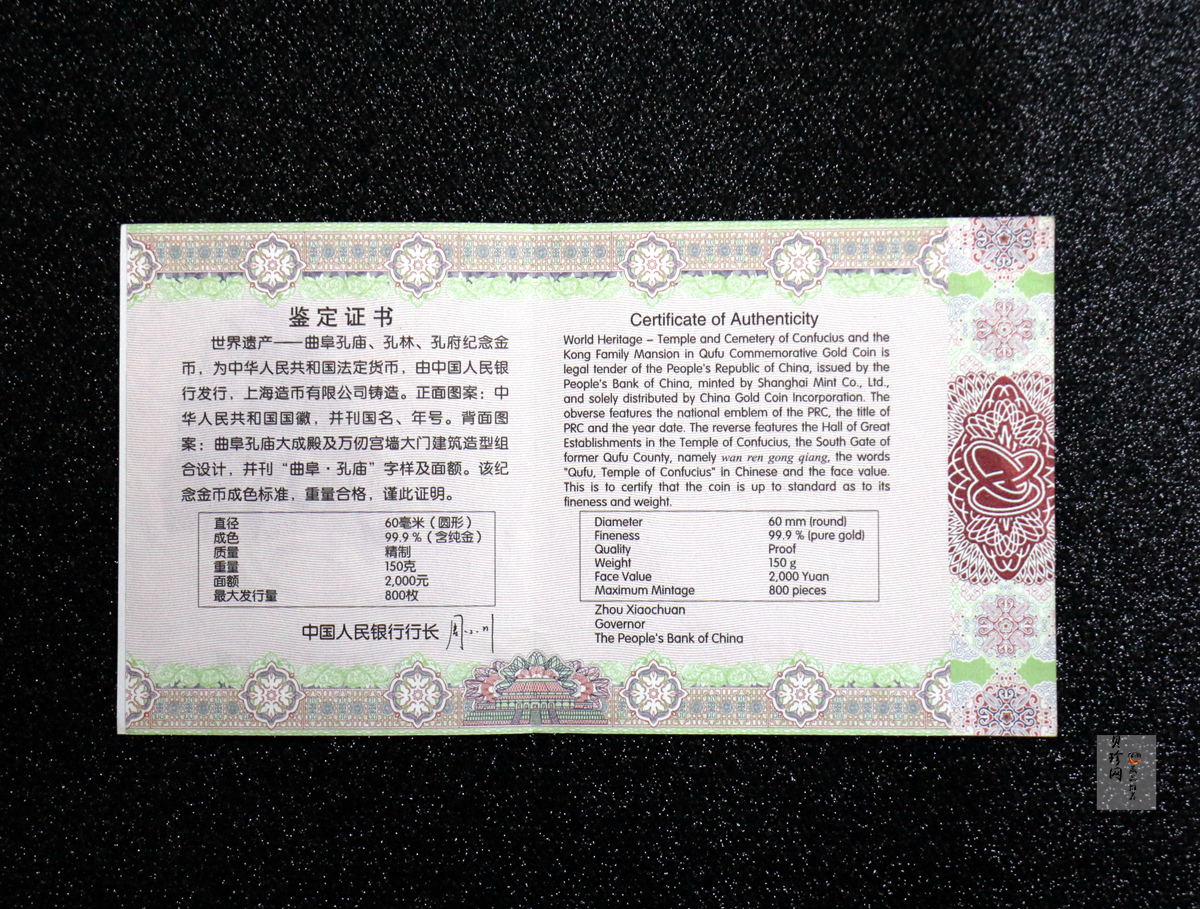 鉴定证书
世界遗产——曲阜孔庙、孔林、孔府纪念金
币，为中华人民共和国法定货币，由中国人民银
行发行，上海造币有限公司铸造。正面图案：中
华人民共和国国徽，并刊国名、年号。背面图
案：曲阜孔庙大成殿及万仞宫墙大门建筑造型组
合设计，并刊“曲阜·孔庙”字样及面额。该纪
念金币成色标准，重量合格，谨此证明。
直径 60毫米（圆形）
成色 99.9 %（含纯金）
质量 精制
重量 150克
面额 2,000元
最大发行量 800枚
中国人民银行行长
Certificate of Authenticity
World Heritage – Temple and Cemetery of Confucius and the
Kong Family Mansion in Qufu Commemorative Gold Coin is
legal tender of the People's Republic of China, issued by the
People's Bank of China, minted by Shanghai Mint Co., Ltd.,
and solely distributed by China Gold Coin Incorporation. The
obverse features the national emblem of the PRC, the title of
PRC and the year date. The reverse features the Hall of Great
Establishments in the Temple of Confucius, the South Gate of
former Qufu County, namely wan ren gong qiang, the words
"Qufu, Temple of Confucius" in Chinese and the face value.
This is to certify that the coin is up to standard as to its
fineness and weight.
Diameter 60 mm (round)
Fineness 99.9 % (pure gold)
Quality Proof
Weight 150 g
Face Value 2,000 Yuan
Maximum Mintage 800 pieces
Zhou Xiaochuan
Governor
The People's Bank of China